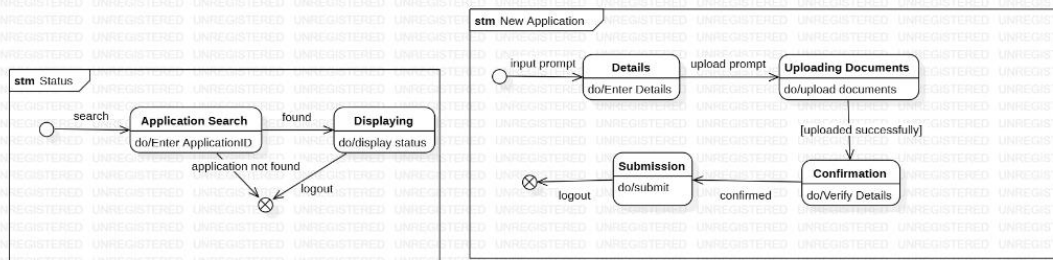 stm Status
search
Application Search
do/Enter ApplicationID
found
Displaying
do/display status
application not found
logout
stm New Application
input prompt
Details
do/Enter Details
upload prompt
Uploading Documents
do/upload documents
[uploaded successfully]
Confirmation
do/Verify Details
confirmed
Submission
do/submit
logout
UNREGISTERED